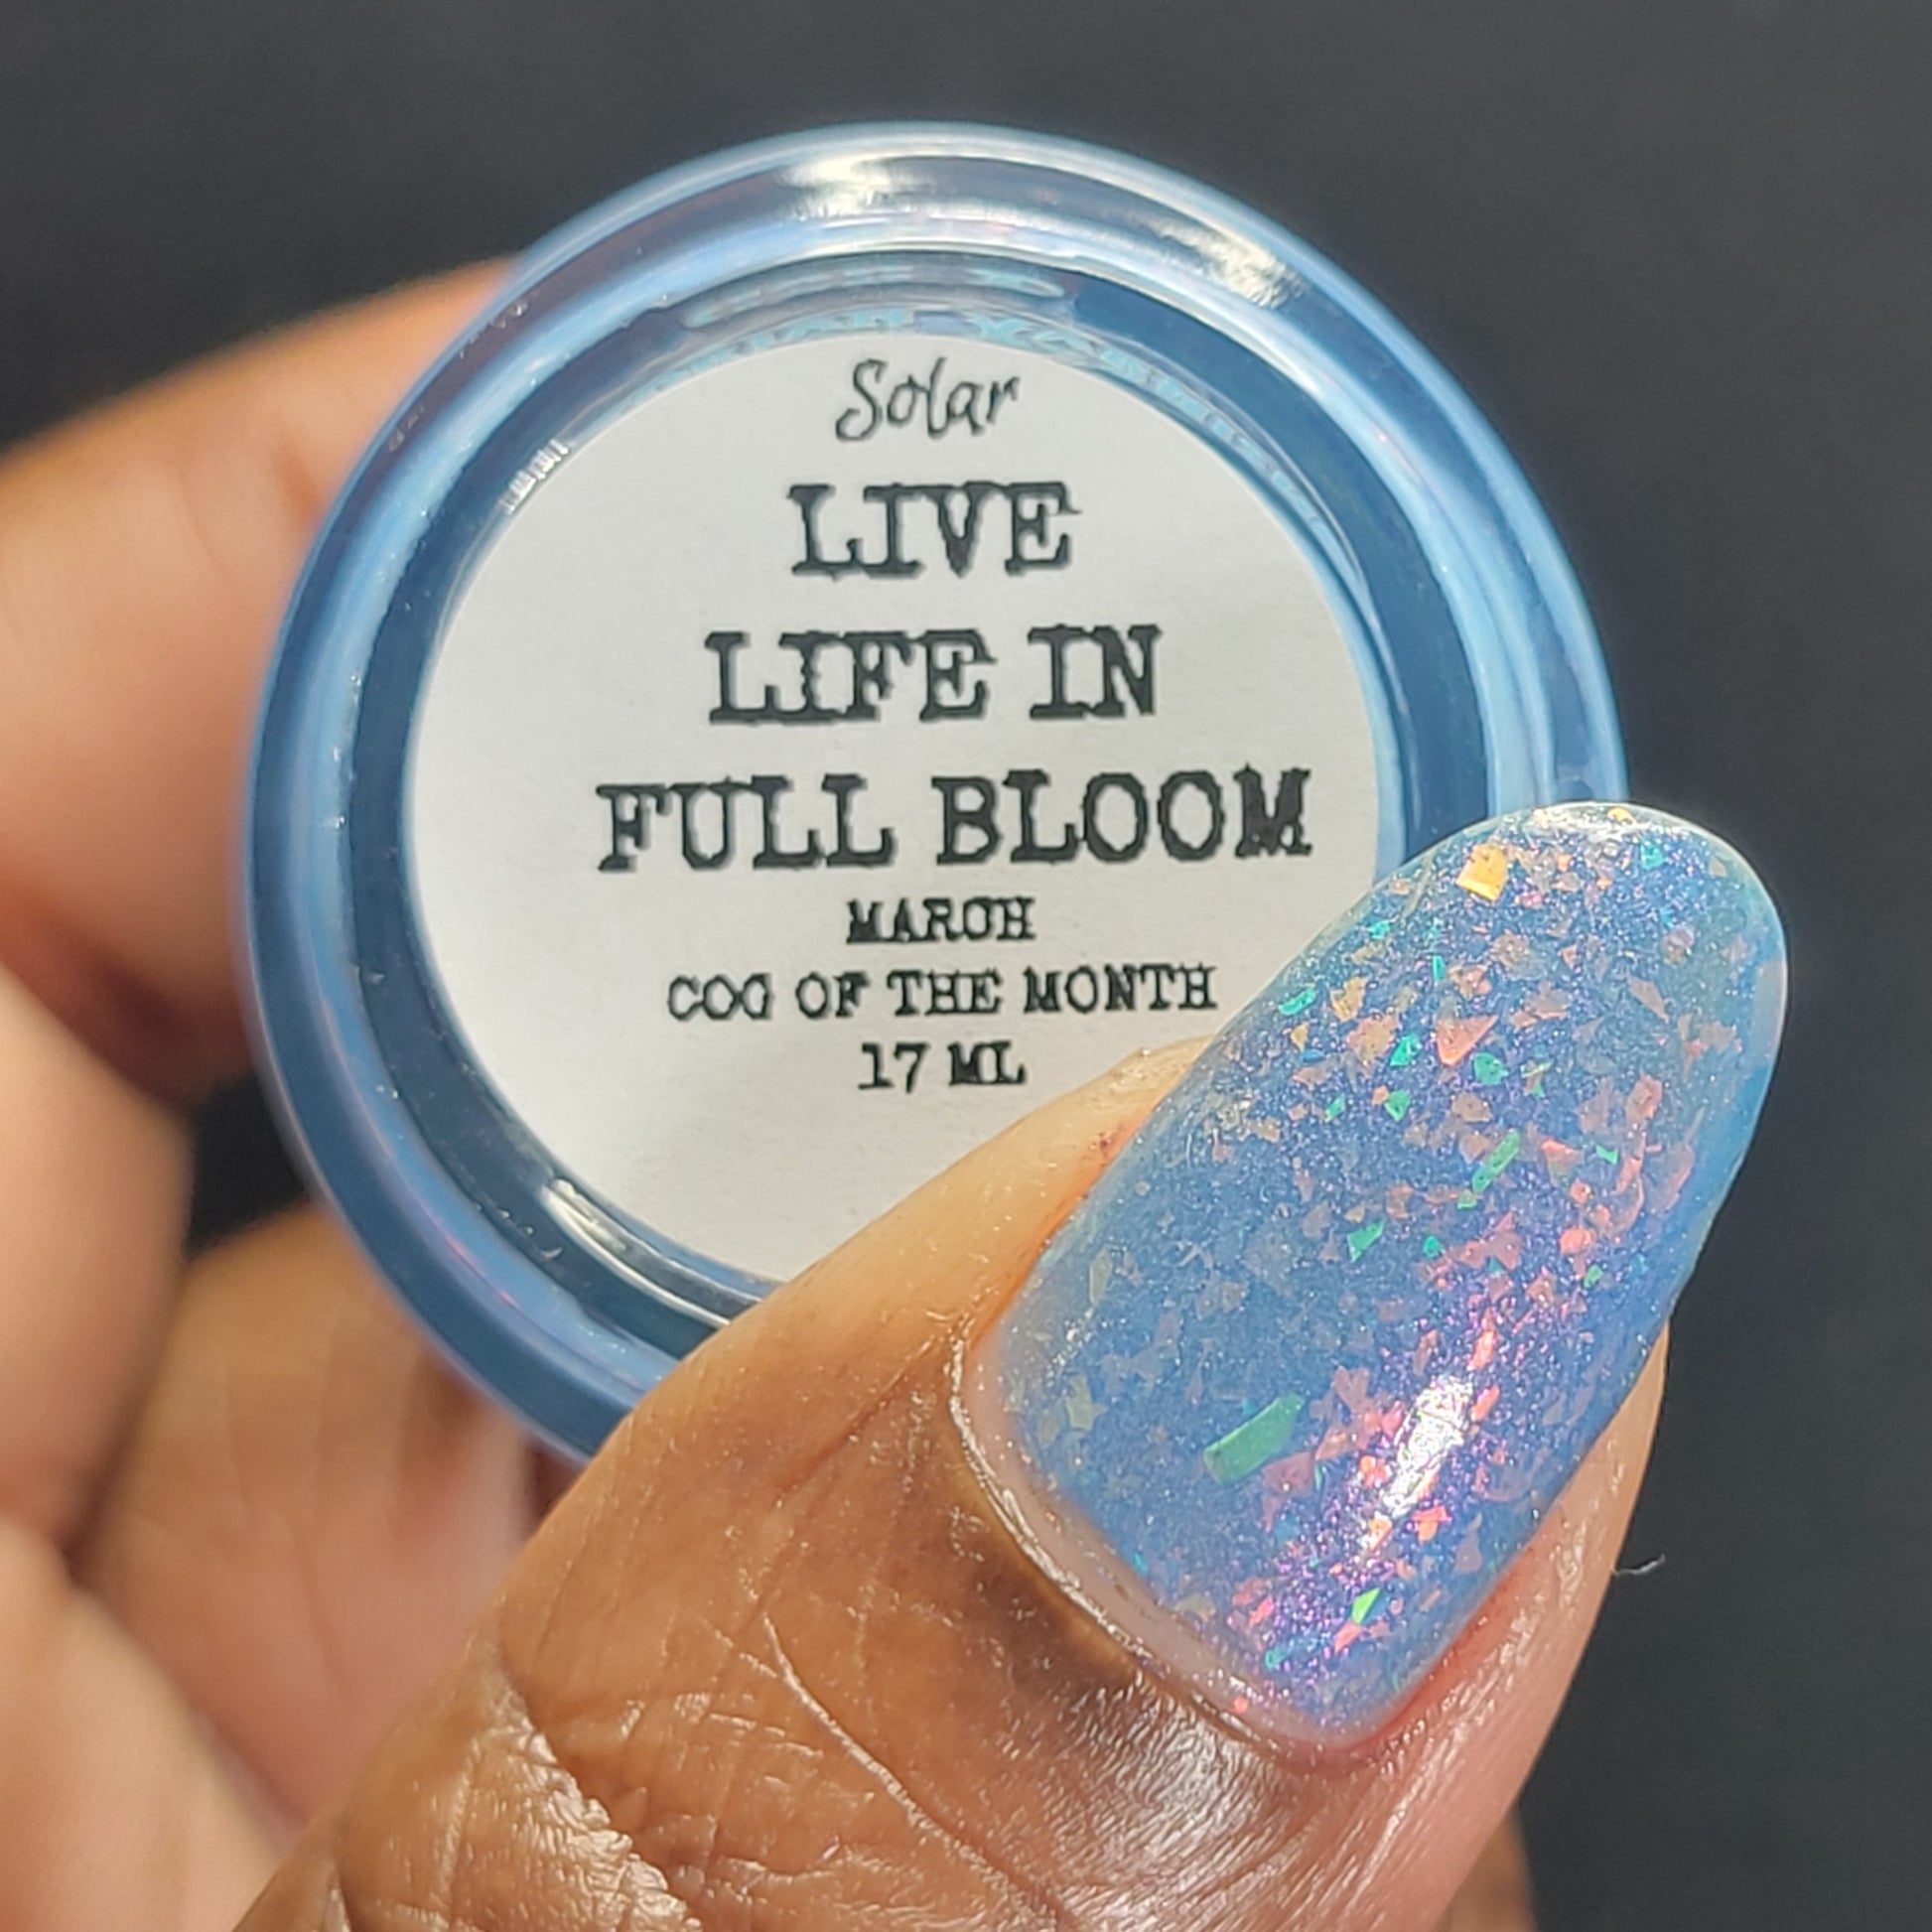 Solar
LIVE
LIFE IN
FULL BLOOM
MARCH
COG OF THE MONTH
17 ML